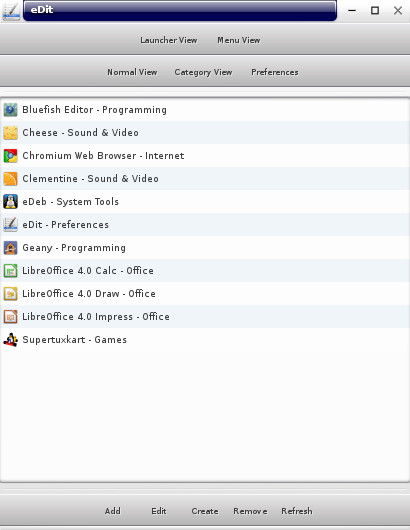 eDit
Launcher View Menu View
Normal View Category View Preferences
Bluefish Editor - Programming
Cheese - Sound & Video
Chromium Web Browser - Internet
Clementine - Sound & Video
eDeb - System Tools
eDit - Preferences
Geany - Programming
LibreOffice 4.0 Calc - Office
LibreOffice 4.0 Draw - Office
LibreOffice 4.0 Impress - Office
Supertuxkart - Games
Add Edit Create Remove Refresh